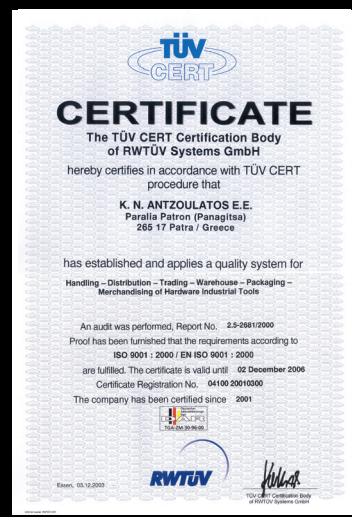 TÜV
CERT
CERTIFICATE
The TÜV CERT Certification Body
of RWTÜV Systems GmbH
hereby certifies in accordance with TÜV CERT
procedure that
K. N. ANTZOULATOS E.E.
Paralia Patron (Panagitsa)
265 17 Patra / Greece
has established and applies a quality system for
Handling – Distribution – Trading – Warehouse – Packaging –
Merchandising of Hardware Industrial Tools
An audit was performed, Report No. 2.5-2681/2000
Proof has been furnished that the requirements according to
ISO 9001 : 2000 / EN ISO 9001 : 2000
are fulfilled. The certificate is valid until 02 December 2006
Certificate Registration No. 04100 20010300
The company has been certified since 2001
TGA-ZM-30-96-00
RWTÜV
Essen, 03.12.2003
TÜV CERT Certification Body
of RWTÜV Systems GmbH